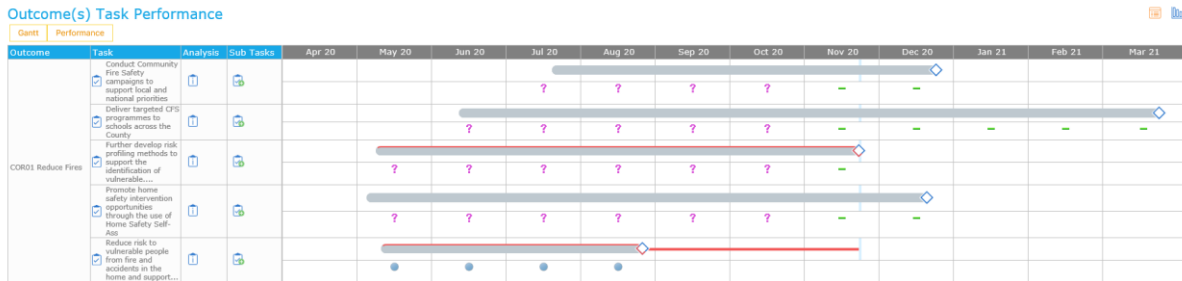 Outcome(s) Task Performance
Gantt Performance
Outcome Task Analysis Sub Tasks Apr 20 May 20 Jun 20 Jul 20 Aug 20 Sep 20 Oct 20 Nov 20 Dec 20 Jan 21 Feb 21 Mar 21
Conduct Community
Fire Safety
campaigns to
support local and
national priorities
? ? ? ? – –
Deliver targeted CFS
programmes to
schools across the
County
? ? ? ? ? – – – – –
COR01 Reduce Fires
Further develop risk
profiling methods to
support the
identification of
vulnerable....
? ? ? ? ? ? –
Promote home
safety intervention
opportunities
through the use of
Home Safety Self-
Ass
? ? ? ? ? ? – –
Reduce risk to
vulnerable people
from fire and
accidents in the
home and support...